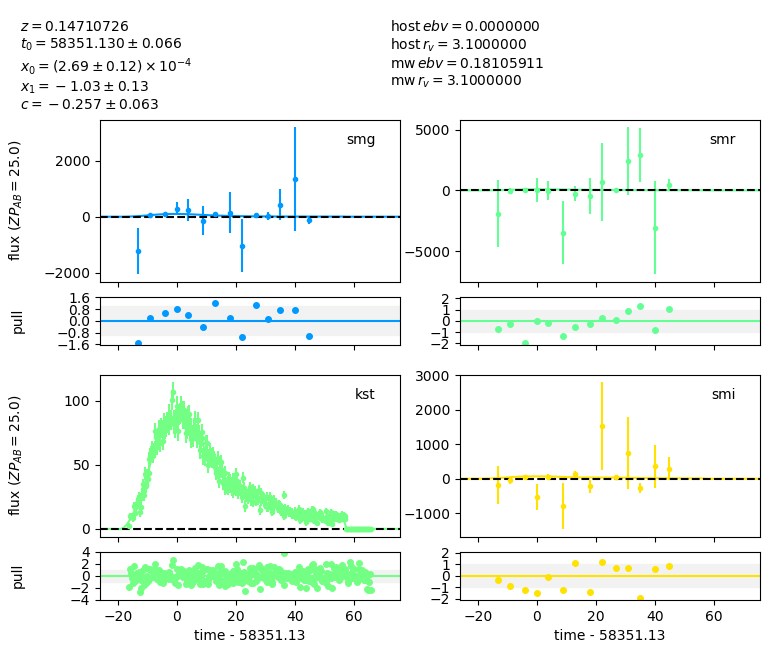 z = 0.14710726
t₀ = 58351.130 ± 0.066
x₀ = (2.69 ± 0.12) × 10⁻⁴
x₁ = −1.03 ± 0.13
c = −0.257 ± 0.063
host ebv = 0.0000000
host r_v = 3.1000000
mw ebv = 0.18105911
mw r_v = 3.1000000
flux (ZP_AB = 25.0)
2000
0
−2000
smg
5000
0
−5000
smr
pull
1.6
0.8
0.0
−0.8
−1.6
2
1
0
−1
−2
flux (ZP_AB = 25.0)
100
50
0
kst
3000
2000
1000
0
−1000
smi
pull
4
2
0
−2
−4
2
1
0
−1
−2
−20 0 20 40 60
−20 0 20 40 60
time - 58351.13
time - 58351.13